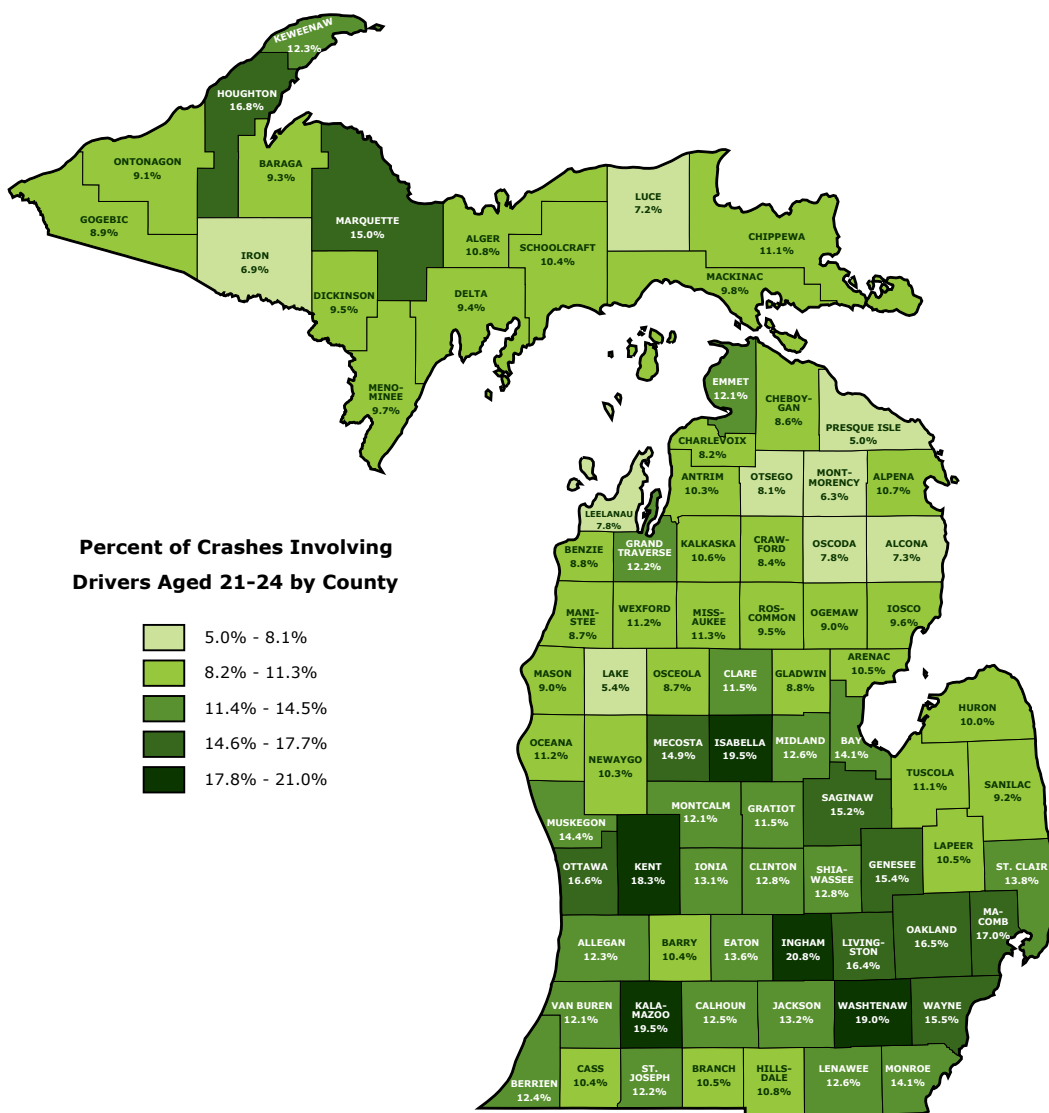 KEWEENAW
12.3%
HOUGHTON
16.8%
ONTONAGON
9.1%
BARAGA
9.3%
GOGEBIC
8.9%
MARQUETTE
15.0%
IRON
6.9%
ALGER
10.8%
LUCE
7.2%
SCHOOLCRAFT
10.4%
CHIPPEWA
11.1%
MACKINAC
9.8%
DICKINSON
9.5%
DELTA
9.4%
MENO-
MINEE
9.7%
EMMET
12.1%
CHEBOY-
GAN
8.6%
PRESQUE ISLE
5.0%
CHARLEVOIX
8.2%
ANTRIM
10.3%
OTSEGO
8.1%
MONT-
MORENCY
6.3%
ALPENA
10.7%
LEELANAU
7.8%
Percent of Crashes Involving
Drivers Aged 21-24 by County
5.0% - 8.1%
8.2% - 11.3%
11.4% - 14.5%
14.6% - 17.7%
17.8% - 21.0%
BENZIE
8.8%
GRAND
TRAVERSE
12.2%
KALKASKA
10.6%
CRAW-
FORD
8.4%
OSCODA
7.8%
ALCONA
7.3%
MANI-
STEE
8.7%
WEXFORD
11.2%
MISS-
AUKEE
11.3%
ROS-
COMMON
9.5%
OGEMAW
9.0%
IOSCO
9.6%
MASON
9.0%
LAKE
5.4%
OSCEOLA
8.7%
CLARE
11.5%
GLADWIN
8.8%
ARENAC
10.5%
HURON
10.0%
OCEANA
11.2%
NEWAYGO
10.3%
MECOSTA
14.9%
ISABELLA
19.5%
MIDLAND
12.6%
BAY
14.1%
TUSCOLA
11.1%
SANILAC
9.2%
MUSKEGON
14.4%
MONTCALM
12.1%
GRATIOT
11.5%
SAGINAW
15.2%
OTTAWA
16.6%
KENT
18.3%
IONIA
13.1%
CLINTON
12.8%
SHIA-
WASSEE
12.8%
GENESEE
15.4%
LAPEER
10.5%
ST. CLAIR
13.8%
ALLEGAN
12.3%
BARRY
10.4%
EATON
13.6%
INGHAM
20.8%
LIVING-
STON
16.4%
OAKLAND
16.5%
MA-
COMB
17.0%
VAN BUREN
12.1%
KALA-
MAZOO
19.5%
CALHOUN
12.5%
JACKSON
13.2%
WASHTENAW
19.0%
WAYNE
15.5%
BERRIEN
12.4%
CASS
10.4%
ST.
JOSEPH
12.2%
BRANCH
10.5%
HILLS-
DALE
10.8%
LENAWEE
12.6%
MONROE
14.1%